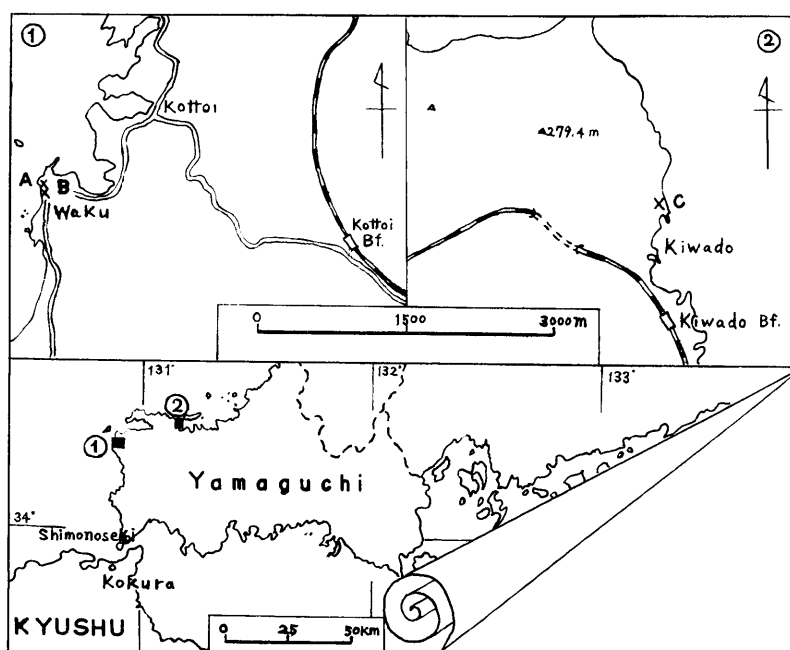 ①
Kottoi
A B
Waku
Kottoi
Bf.
②
279.4 m
C
Kiwado
Kiwado Bf.
0 1500 3000m
131° 132° 133°
②
①
Yamaguchi
34°
Shimonoseki
Kokura
KYUSHU
0 25 50km